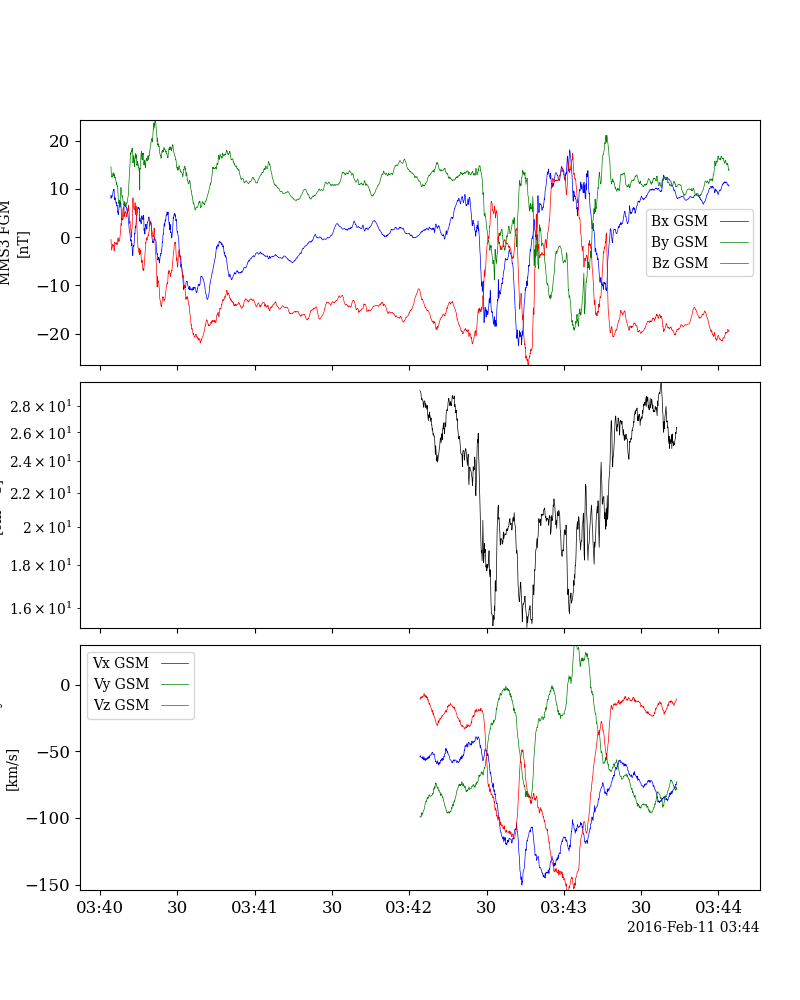 20
10
0
−10
−20
MMS3 FGM
[nT]
Bx GSM
By GSM
Bz GSM
2.8 × 10¹
2.6 × 10¹
2.4 × 10¹
2.2 × 10¹
2 × 10¹
1.8 × 10¹
1.6 × 10¹
Vx GSM
Vy GSM
Vz GSM
0
−50
−100
−150
[km/s]
03:40 30 03:41 30 03:42 30 03:43 30 03:44
2016-Feb-11 03:44